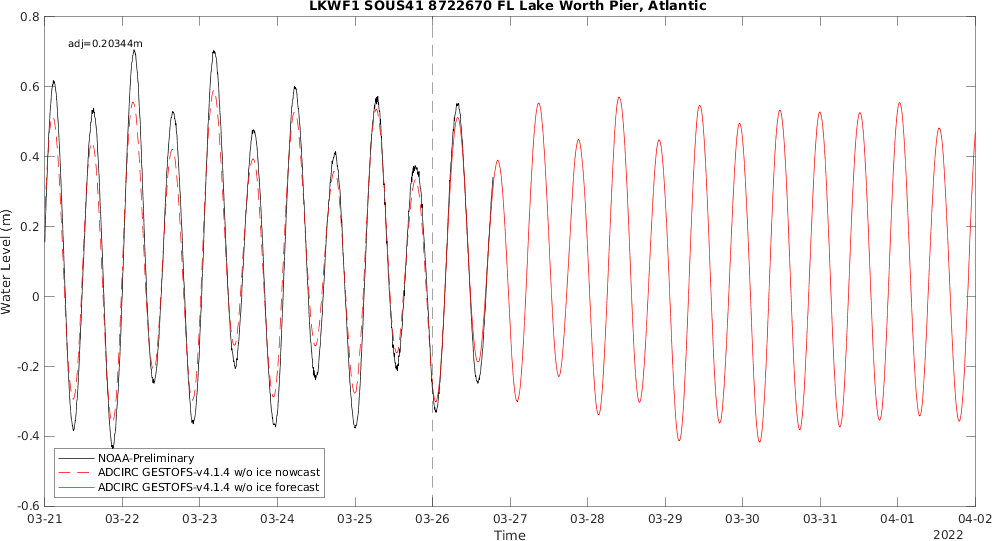 LKWF1 SOUS41 8722670 FL Lake Worth Pier, Atlantic
adj=0.20344m
0.8
0.6
0.4
0.2
0
-0.2
-0.4
-0.6
Water Level (m)
NOAA-Preliminary
ADCIRC GESTOFS-v4.1.4 w/o ice nowcast
ADCIRC GESTOFS-v4.1.4 w/o ice forecast
03-21 03-22 03-23 03-24 03-25 03-26 03-27 03-28 03-29 03-30 03-31 04-01 04-02
Time
2022